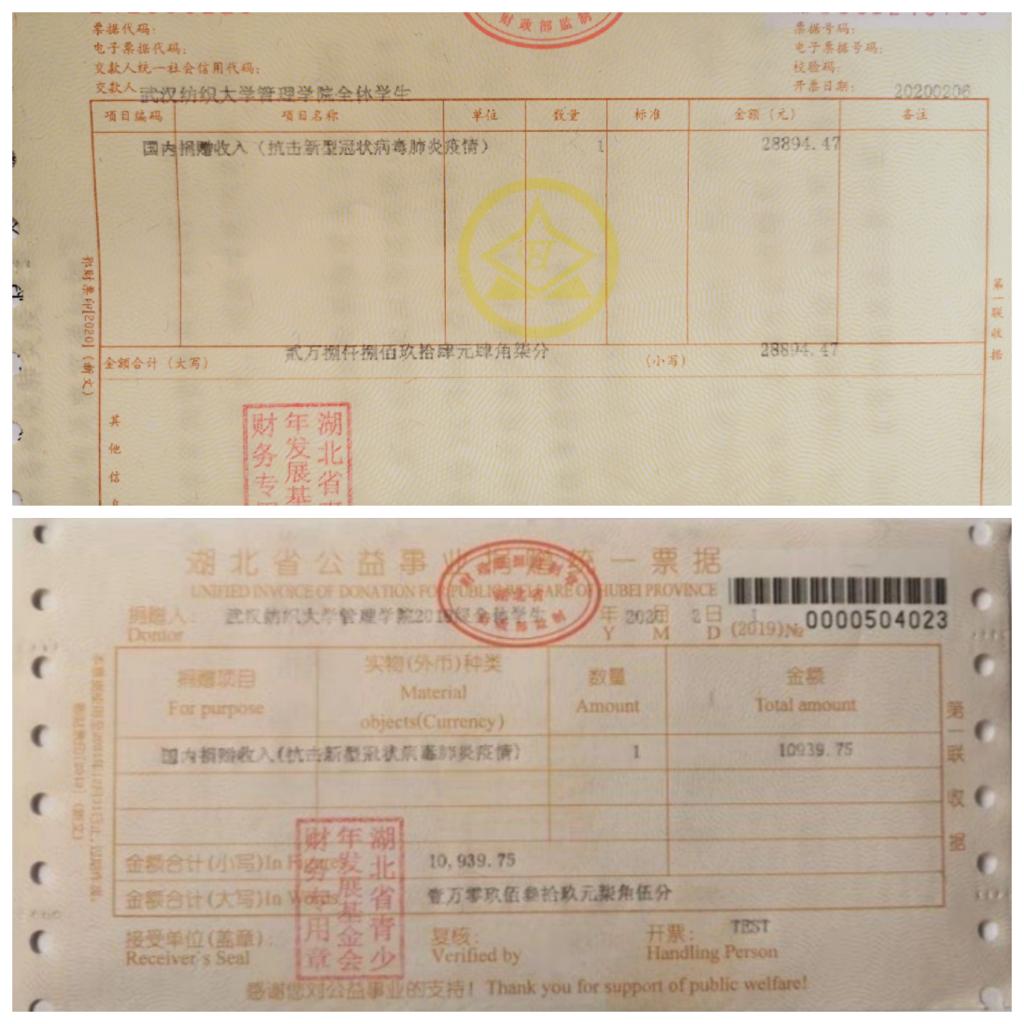 财政部监制
票据代码:
票据号码:
电子票据代码:
电子票据号码:
交款人统一社会信用代码:
校验码:
交款人 武汉纺织大学管理学院全体学生
开票日期: 20200206
项目编码 项目名称 单位 数量 标准 金额（元） 备注
国内捐赠收入（抗击新型冠状病毒肺炎疫情） 1 28894.47
第一联 收据
金额合计（大写） 贰万捌仟捌佰玖拾肆元肆角柒分 （小写） 28894.47
其他信
湖北省
年发展基
财务专用
湖北省公益事业捐赠统一票据
UNIFIED INVOICE OF DONATION FOR PUBLIC WELFARE OF HUBEI PROVINCE
捐赠人: 武汉纺织大学管理学院 全体学生 年 2020 月 2 日
Donior Y M D (2019) № 0000504023
捐赠项目 实物(外币)种类 数量 金额
For purpose Material objects(Currency) Amount Total amount
国内捐赠收入(抗击新型冠状病毒肺炎疫情) 1 10939.75
第一联 收据
金额合计(小写)In Figures 10,939.75
金额合计(大写)In Words 壹万零玖佰叁拾玖元柒角伍分
湖北省青少
年发展基金会
财务专用章
接受单位(盖章): 复核: 开票: TEST
Receiver's Seal Verified by Handling Person
感谢您对公益事业的支持! Thank you for support of public welfare!